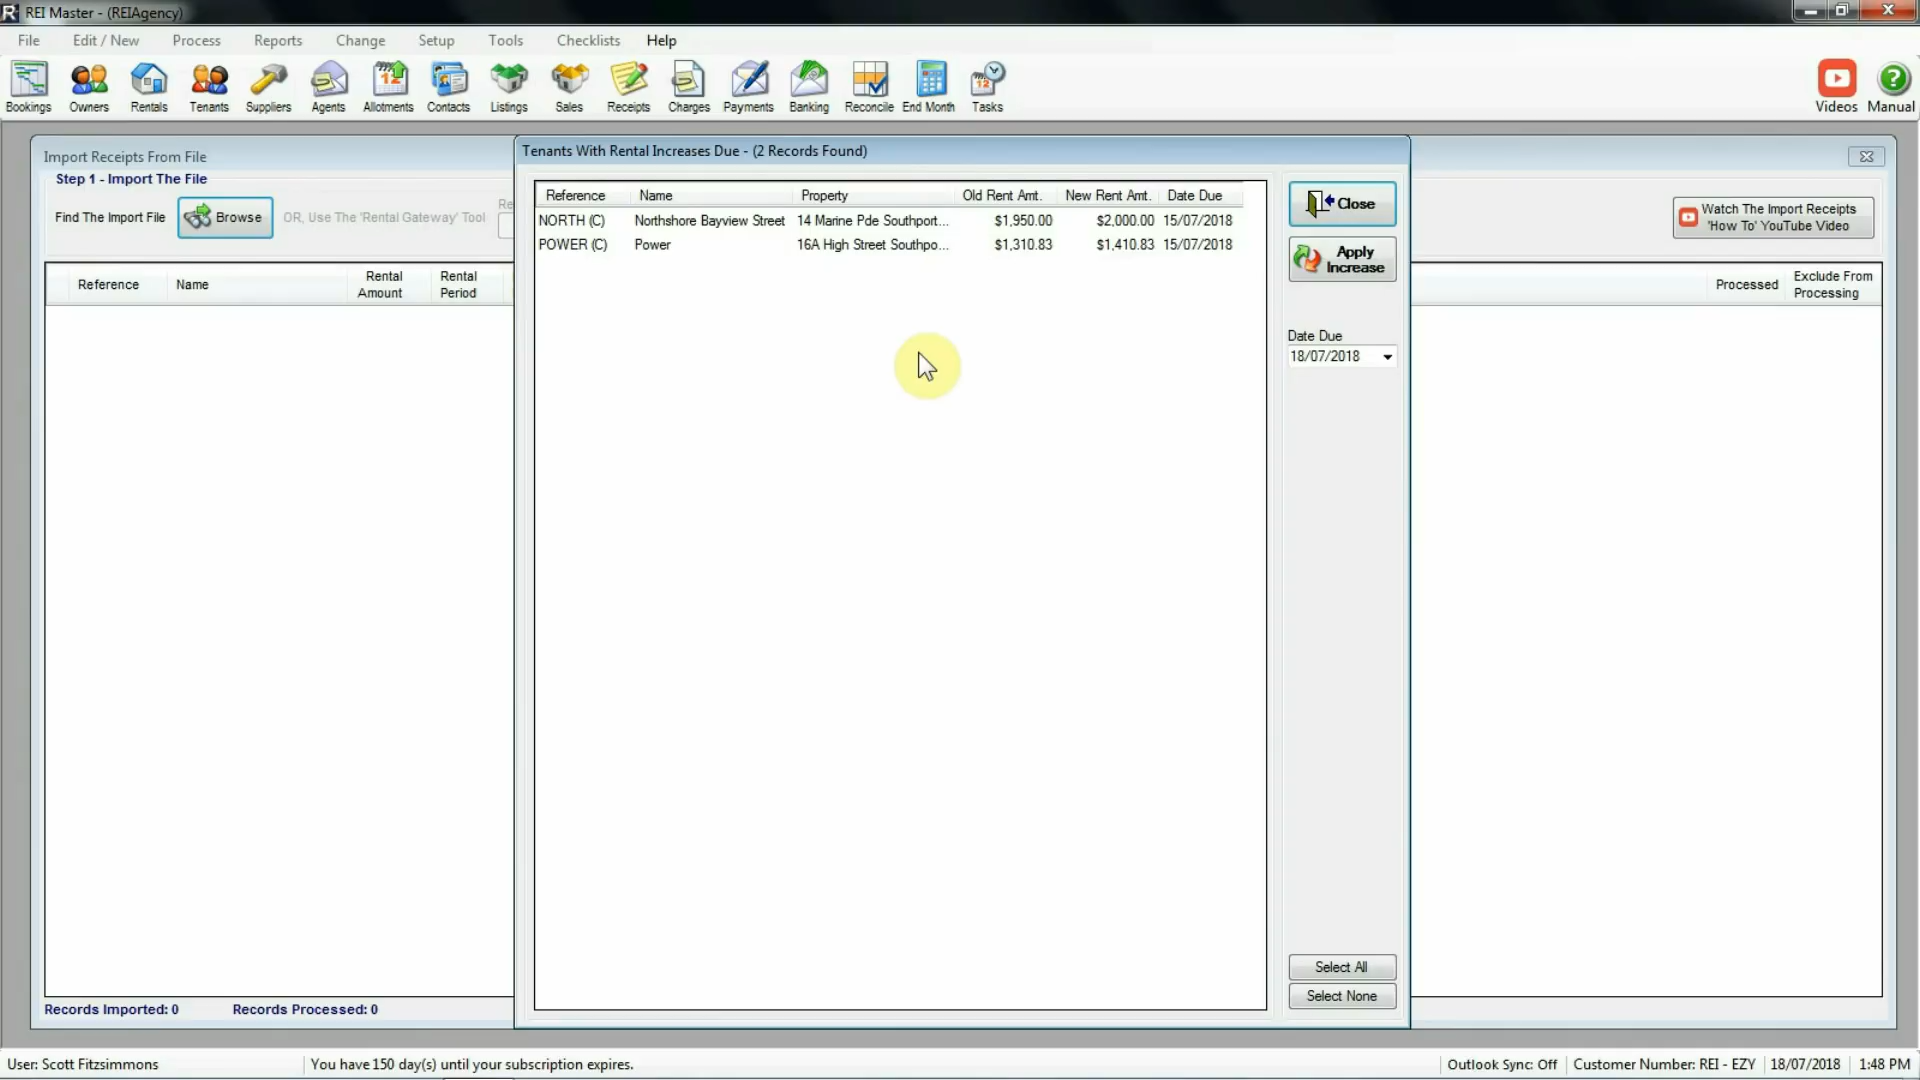 REI Master - (REIAgency)
File Edit / New Process Reports Change Setup Tools Checklists Help
Bookings Owners Rentals Tenants Suppliers Agents Allotments Contacts Listings Sales Receipts Charges Payments Banking Reconcile End Month Tasks Videos Manual
Import Receipts From File
Step 1 - Import The File
Find The Import File Browse OR, Use The 'Rental Gateway' Tool Re
Reference Name Rental Amount Rental Period
Tenants With Rental Increases Due - (2 Records Found)
Reference Name Property Old Rent Amt. New Rent Amt. Date Due
NORTH (C) Northshore Bayview Street 14 Marine Pde Southport... $1,950.00 $2,000.00 15/07/2018
POWER (C) Power 16A High Street Southpo... $1,310.83 $1,410.83 15/07/2018
Close
Apply
Increase
Date Due
18/07/2018
Select All
Select None
Watch The Import Receipts
'How To' YouTube Video
Processed Exclude From
Processing
Records Imported: 0 Records Processed: 0
User: Scott Fitzsimmons You have 150 day(s) until your subscription expires. Outlook Sync: Off Customer Number: REI - EZY 18/07/2018 1:48 PM